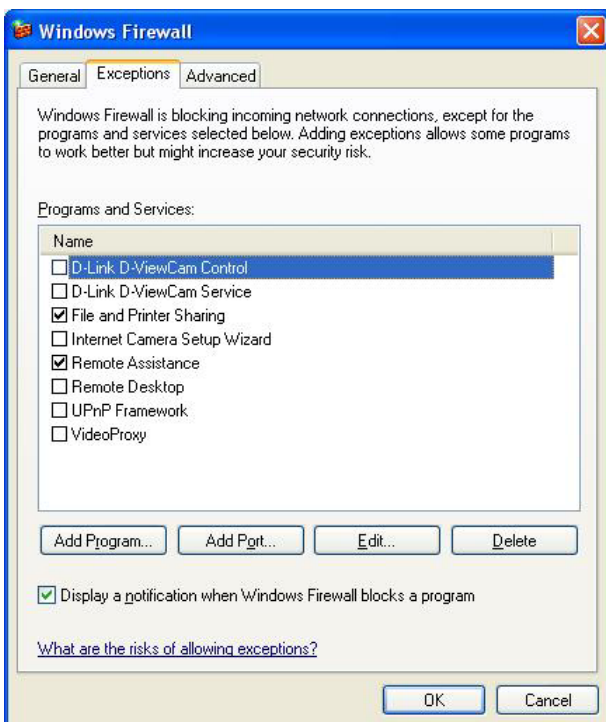 Windows Firewall
General Exceptions Advanced
Windows Firewall is blocking incoming network connections, except for the
programs and services selected below. Adding exceptions allows some programs
to work better but might increase your security risk.
Programs and Services:
Name
D-Link D-ViewCam Control
D-Link D-ViewCam Service
File and Printer Sharing
Internet Camera Setup Wizard
Remote Assistance
Remote Desktop
UPnP Framework
VideoProxy
Add Program... Add Port... Edit... Delete
Display a notification when Windows Firewall blocks a program
What are the risks of allowing exceptions?
OK Cancel